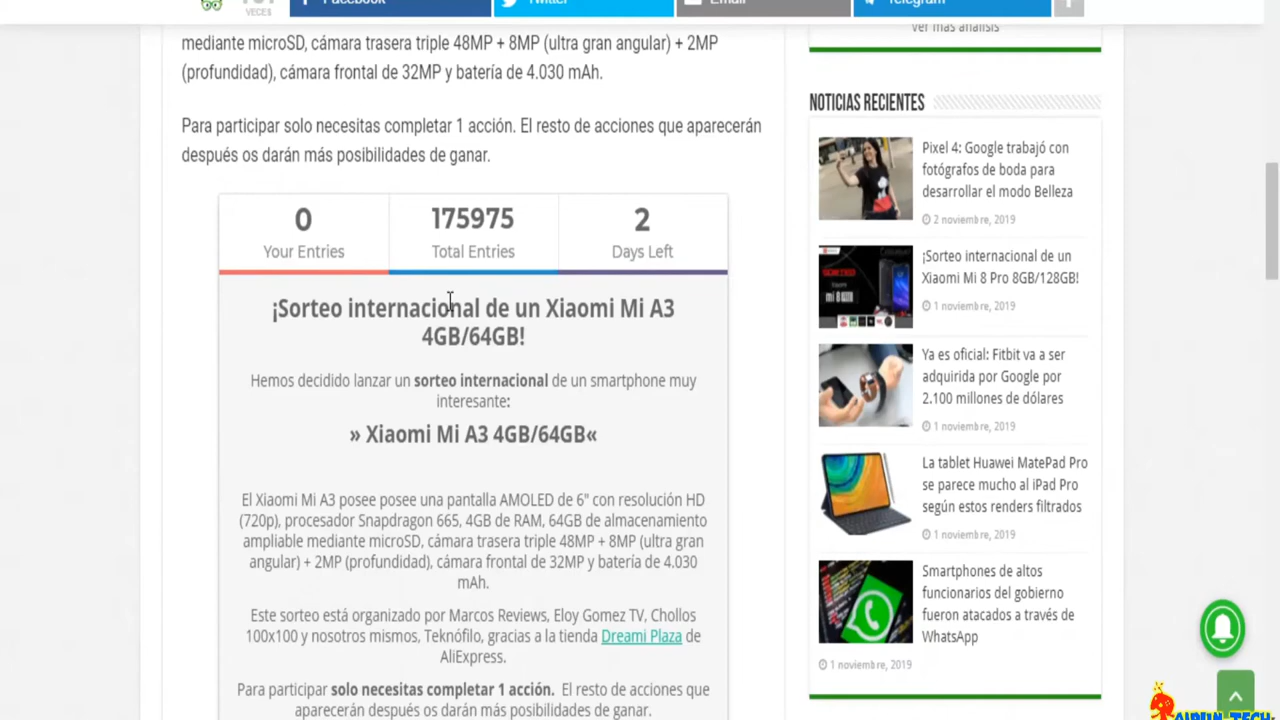 VECES
Facebook
Twitter
Email
Telegram
mediante microSD, cámara trasera triple 48MP + 8MP (ultra gran angular) + 2MP
(profundidad), cámara frontal de 32MP y batería de 4.030 mAh.
Para participar solo necesitas completar 1 acción. El resto de acciones que aparecerán
después os darán más posibilidades de ganar.
0
Your Entries
175975
Total Entries
2
Days Left
¡Sorteo internacional de un Xiaomi Mi A3
4GB/64GB!
Hemos decidido lanzar un sorteo internacional de un smartphone muy
interesante:
» Xiaomi Mi A3 4GB/64GB«
El Xiaomi Mi A3 posee posee una pantalla AMOLED de 6" con resolución HD
(720p), procesador Snapdragon 665, 4GB de RAM, 64GB de almacenamiento
ampliable mediante microSD, cámara trasera triple 48MP + 8MP (ultra gran
angular) + 2MP (profundidad), cámara frontal de 32MP y batería de 4.030
mAh.
Este sorteo está organizado por Marcos Reviews, Eloy Gomez TV, Chollos
100x100 y nosotros mismos, Teknófilo, gracias a la tienda Dreami Plaza de
AliExpress.
Para participar solo necesitas completar 1 acción. El resto de acciones que
aparecerán después os darán más posibilidades de ganar.
ver más análisis
NOTICIAS RECIENTES
Pixel 4: Google trabajó con
fotógrafos de boda para
desarrollar el modo Belleza
2 noviembre, 2019
¡Sorteo internacional de un
Xiaomi Mi 8 Pro 8GB/128GB!
1 noviembre, 2019
Ya es oficial: Fitbit va a ser
adquirida por Google por
2.100 millones de dólares
1 noviembre, 2019
La tablet Huawei MatePad Pro
se parece mucho al iPad Pro
según estos renders filtrados
1 noviembre, 2019
Smartphones de altos
funcionarios del gobierno
fueron atacados a través de
WhatsApp
1 noviembre, 2019